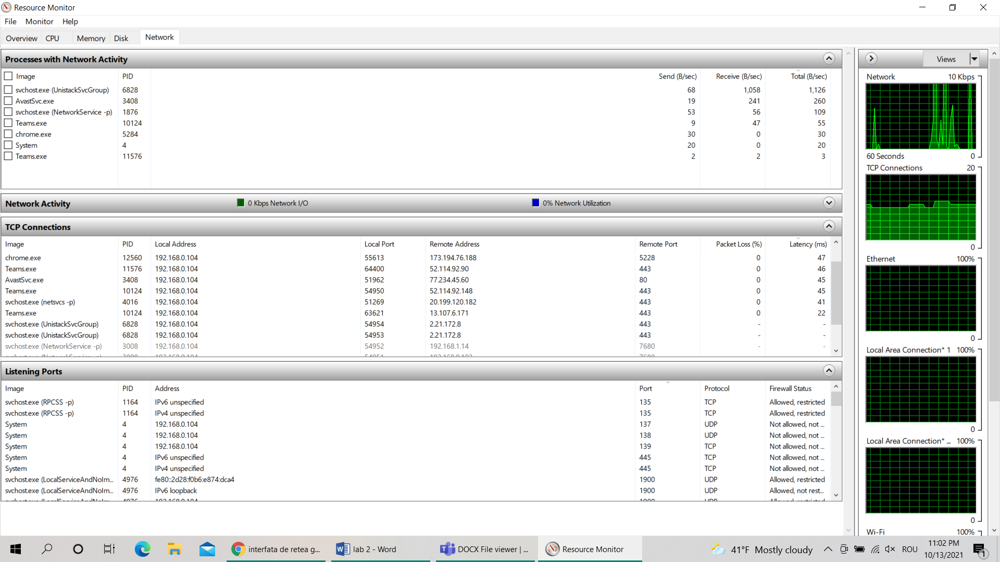 Resource Monitor
File Monitor Help
Overview CPU Memory Disk Network
Processes with Network Activity
Image PID Send (B/sec) Receive (B/sec) Total (B/sec)
svchost.exe (UnistackSvcGroup) 6828 68 1,058 1,126
AvastSvc.exe 3408 19 241 260
svchost.exe (NetworkService -p) 1876 53 56 109
Teams.exe 10124 9 47 55
chrome.exe 5284 30 0 30
System 4 20 0 20
Teams.exe 11576 2 2 3
Network Activity 0 Kbps Network I/O 0% Network Utilization
TCP Connections
Image PID Local Address Local Port Remote Address Remote Port Packet Loss (%) Latency (ms)
chrome.exe 12560 192.168.0.104 55613 173.194.76.188 5228 0 47
Teams.exe 11576 192.168.0.104 64400 52.114.92.90 443 0 46
AvastSvc.exe 3408 192.168.0.104 51962 77.234.45.60 80 0 45
Teams.exe 10124 192.168.0.104 54950 52.114.92.148 443 0 45
svchost.exe (netsvcs -p) 4016 192.168.0.104 51269 20.199.120.182 443 0 41
Teams.exe 10124 192.168.0.104 63621 13.107.6.171 443 0 22
svchost.exe (UnistackSvcGroup) 6828 192.168.0.104 54954 2.21.172.8 443 - -
svchost.exe (UnistackSvcGroup) 6828 192.168.0.104 54953 2.21.172.8 443 - -
svchost.exe (NetworkService -p) 3008 192.168.0.104 54952 192.168.1.14 7680 - -
Listening Ports
Image PID Address Port Protocol Firewall Status
svchost.exe (RPCSS -p) 1164 IPv6 unspecified 135 TCP Allowed, restricted
svchost.exe (RPCSS -p) 1164 IPv4 unspecified 135 TCP Allowed, restricted
System 4 192.168.0.104 137 UDP Not allowed, not ...
System 4 192.168.0.104 138 UDP Not allowed, not ...
System 4 192.168.0.104 139 TCP Not allowed, not ...
System 4 IPv6 unspecified 445 TCP Not allowed, not ...
System 4 IPv4 unspecified 445 TCP Not allowed, not ...
svchost.exe (LocalServiceAndNoIm... 4976 fe80::2d28:f0b6:e874:dca4 1900 UDP Allowed, restricted
svchost.exe (LocalServiceAndNoIm... 4976 IPv6 loopback 1900 UDP Allowed, not rest...
Views
Network 10 Kbps
60 Seconds 0
TCP Connections 20
0
Ethernet 100%
0
Local Area Connection* 1 100%
0
Local Area Connection* ... 100%
0
Wi-Fi 100%
interfata de retea g...
lab 2 - Word
DOCX File viewer | ...
Resource Monitor
41°F Mostly cloudy
ROU
11:02 PM
10/13/2021
1